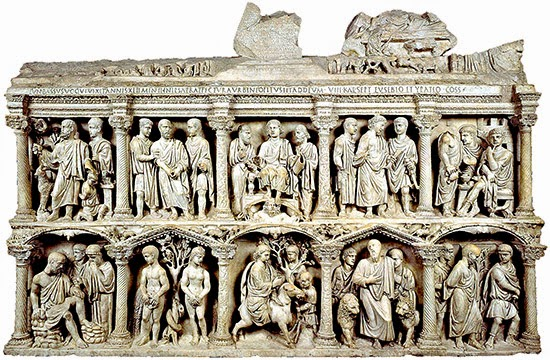 IVN BASSVS V C QVI VIXIT ANNIS XLII MEN II IN IPSA PRAEFECTVRA VRBI NEOFITVS IIT AD DEVM VIII KAL SEPT EVSEBIO ET YPATIO COSS